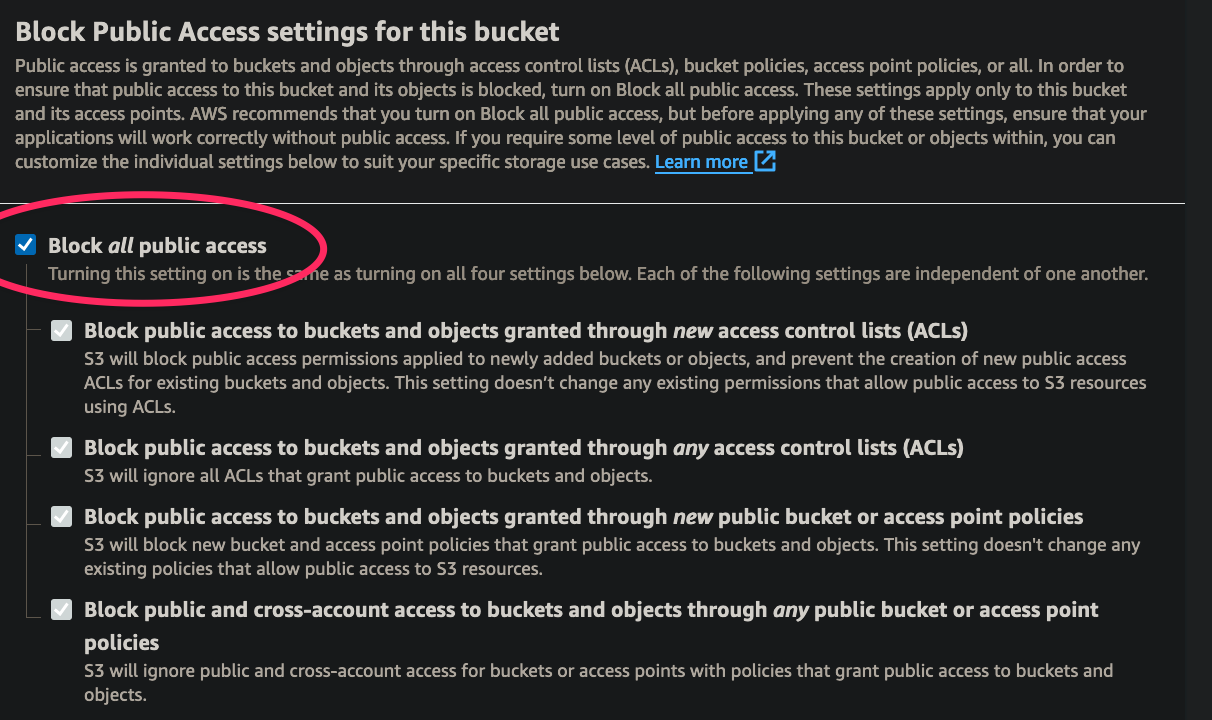 Block Public Access settings for this bucket
Public access is granted to buckets and objects through access control lists (ACLs), bucket policies, access point policies, or all. In order to
ensure that public access to this bucket and its objects is blocked, turn on Block all public access. These settings apply only to this bucket
and its access points. AWS recommends that you turn on Block all public access, but before applying any of these settings, ensure that your
applications will work correctly without public access. If you require some level of public access to this bucket or objects within, you can
customize the individual settings below to suit your specific storage use cases. Learn more
Block all public access
Turning this setting on is the same as turning on all four settings below. Each of the following settings are independent of one another.
Block public access to buckets and objects granted through new access control lists (ACLs)
S3 will block public access permissions applied to newly added buckets or objects, and prevent the creation of new public access
ACLs for existing buckets and objects. This setting doesn’t change any existing permissions that allow public access to S3 resources
using ACLs.
Block public access to buckets and objects granted through any access control lists (ACLs)
S3 will ignore all ACLs that grant public access to buckets and objects.
Block public access to buckets and objects granted through new public bucket or access point policies
S3 will block new bucket and access point policies that grant public access to buckets and objects. This setting doesn't change any
existing policies that allow public access to S3 resources.
Block public and cross-account access to buckets and objects through any public bucket or access point
policies
S3 will ignore public and cross-account access for buckets or access points with policies that grant public access to buckets and
objects.